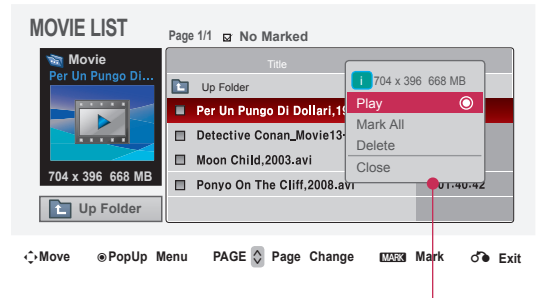 MOVIE LIST
Page 1/1 No Marked
Movie
Per Un Pungo Di...
704 x 396 668 MB
Up Folder
Title
Up Folder
Per Un Pungo Di Dollari,19
Detective Conan_Movie13-
Moon Child,2003.avi
Ponyo On The Cliff,2008.avi
01:40:42
i 704 x 396 668 MB
Play
Mark All
Delete
Close
Move PopUp Menu PAGE Page Change MARK Mark Exit